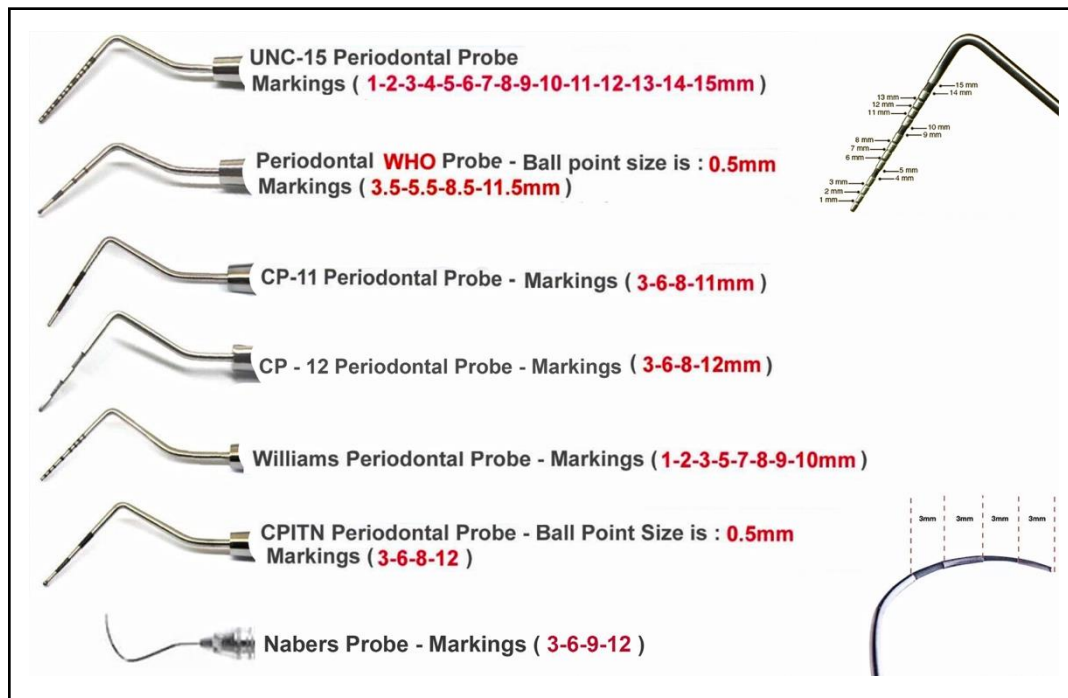 UNC-15 Periodontal Probe
Markings ( 1-2-3-4-5-6-7-8-9-10-11-12-13-14-15mm )
15 mm
13 mm
14 mm
12 mm
11 mm
10 mm
9 mm
8 mm
7 mm
6 mm
5 mm
4 mm
3 mm
2 mm
1 mm
Periodontal WHO Probe - Ball point size is : 0.5mm
Markings ( 3.5-5.5-8.5-11.5mm )
CP-11 Periodontal Probe - Markings ( 3-6-8-11mm )
CP - 12 Periodontal Probe - Markings ( 3-6-8-12mm )
Williams Periodontal Probe - Markings ( 1-2-3-5-7-8-9-10mm )
CPITN Periodontal Probe - Ball Point Size is : 0.5mm
Markings ( 3-6-8-12 )
3mm 3mm 3mm 3mm
Nabers Probe - Markings ( 3-6-9-12 )